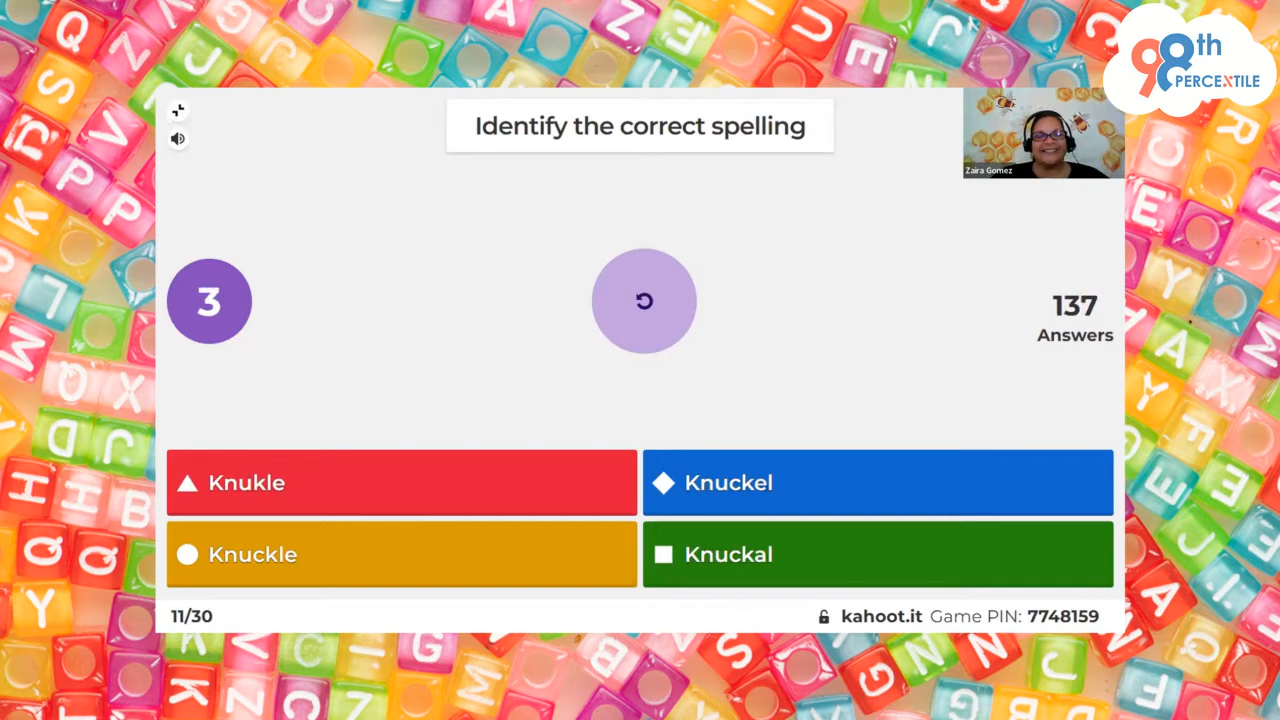 98th
PERCEXTILE
Identify the correct spelling
Zaira Gomez
3
137
Answers
Knukle
Knuckel
Knuckle
Knuckal
11/30
kahoot.it Game PIN: 7748159